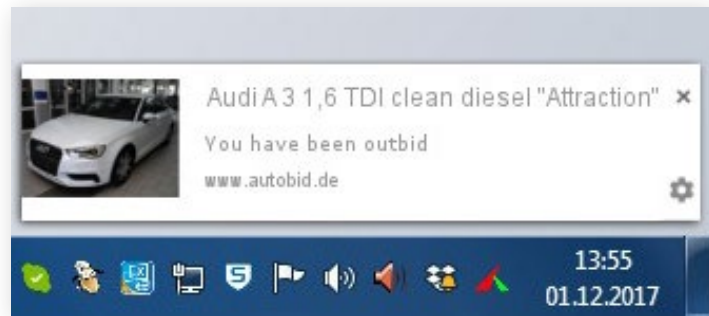 Audi A 3 1,6 TDI clean diesel "Attraction"
You have been outbid
www.autobid.de
13:55
01.12.2017